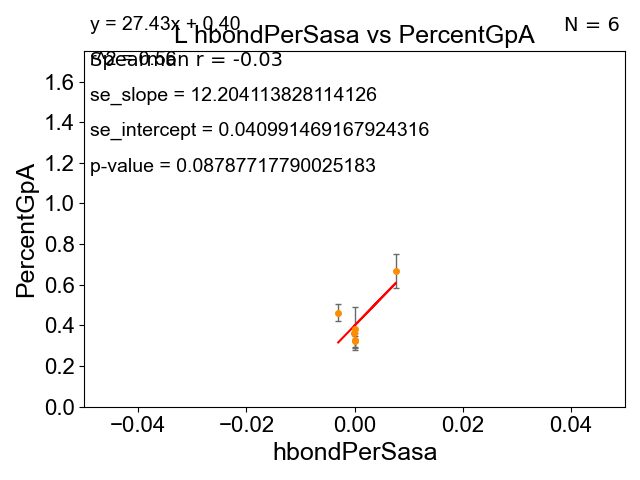 y = 27.43x + 0.40
N = 6
L hbondPerSasa vs PercentGpA
Spearman r = -0.03
se_slope = 12.204113828114126
se_intercept = 0.040991469167924316
p-value = 0.08787717790025183
PercentGpA
1.6
1.4
1.2
1.0
0.8
0.6
0.4
0.2
0.0
−0.04 −0.02 0.00 0.02 0.04
hbondPerSasa